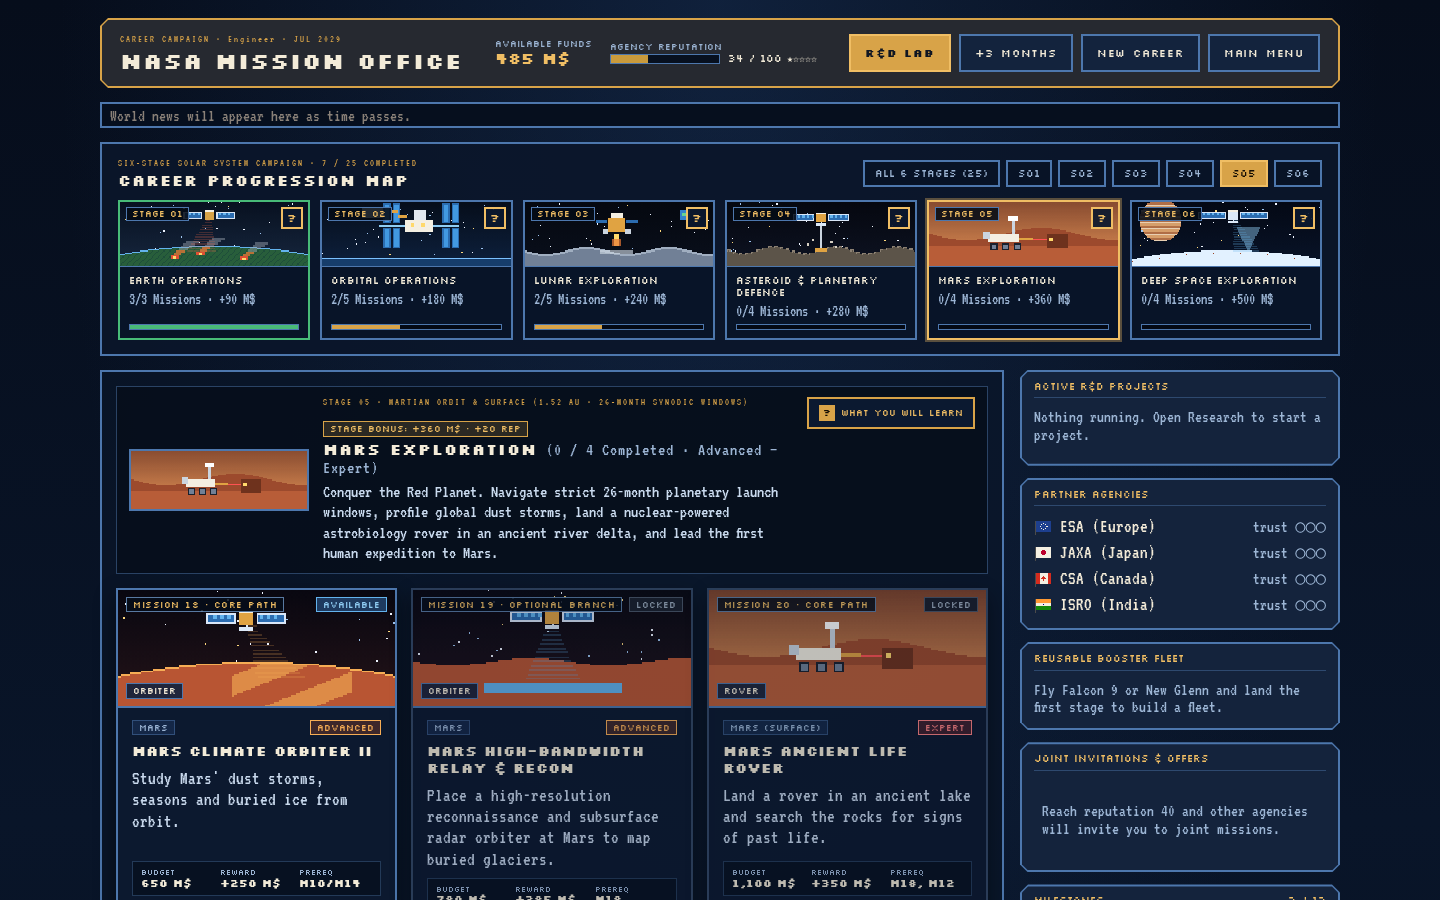 CAREER CAMPAIGN · Engineer · JUL 2029
NASA MISSION OFFICE
AVAILABLE FUNDS
485 M$
AGENCY REPUTATION
34 / 100 ★☆☆☆☆
R&D LAB
+3 MONTHS
NEW CAREER
MAIN MENU
World news will appear here as time passes.
SIX-STAGE SOLAR SYSTEM CAMPAIGN · 7 / 25 COMPLETED
CAREER PROGRESSION MAP
ALL 6 STAGES (25)
S01
S02
S03
S04
S05
S06
STAGE 01
?
EARTH OPERATIONS
3/3 Missions · +90 M$
STAGE 02
?
ORBITAL OPERATIONS
2/5 Missions · +180 M$
STAGE 03
?
LUNAR EXPLORATION
2/5 Missions · +240 M$
STAGE 04
?
ASTEROID & PLANETARY
DEFENCE
0/4 Missions · +280 M$
STAGE 05
?
MARS EXPLORATION
0/4 Missions · +360 M$
STAGE 06
?
DEEP SPACE EXPLORATION
0/4 Missions · +500 M$
STAGE 05 · MARTIAN ORBIT & SURFACE (1.52 AU · 26-MONTH SYNODIC WINDOWS)
STAGE BONUS: +360 M$ · +20 REP
MARS EXPLORATION (0 / 4 Completed · Advanced –
Expert)
Conquer the Red Planet. Navigate strict 26-month planetary launch
windows, profile global dust storms, land a nuclear-powered
astrobiology rover in an ancient river delta, and lead the first
human expedition to Mars.
? WHAT YOU WILL LEARN
MISSION 18 · CORE PATH
AVAILABLE
ORBITER
MARS
ADVANCED
MARS CLIMATE ORBITER II
Study Mars' dust storms,
seasons and buried ice from
orbit.
BUDGET
650 M$
REWARD
+250 M$
PREREQ
M10/M14
MISSION 19 · OPTIONAL BRANCH
LOCKED
ORBITER
MARS
ADVANCED
MARS HIGH-BANDWIDTH
RELAY & RECON
Place a high-resolution
reconnaissance and subsurface
radar orbiter at Mars to map
buried glaciers.
BUDGET
780 M$
REWARD
+285 M$
PREREQ
M18
MISSION 20 · CORE PATH
LOCKED
ROVER
MARS (SURFACE)
EXPERT
MARS ANCIENT LIFE
ROVER
Land a rover in an ancient lake
and search the rocks for signs
of past life.
BUDGET
1,100 M$
REWARD
+350 M$
PREREQ
M18, M12
ACTIVE R&D PROJECTS
Nothing running. Open Research to start a
project.
PARTNER AGENCIES
ESA (Europe) trust ○○○
JAXA (Japan) trust ○○○
CSA (Canada) trust ○○○
ISRO (India) trust ○○○
REUSABLE BOOSTER FLEET
Fly Falcon 9 or New Glenn and land the
first stage to build a fleet.
JOINT INVITATIONS & OFFERS
Reach reputation 40 and other agencies
will invite you to joint missions.
MILESTONES